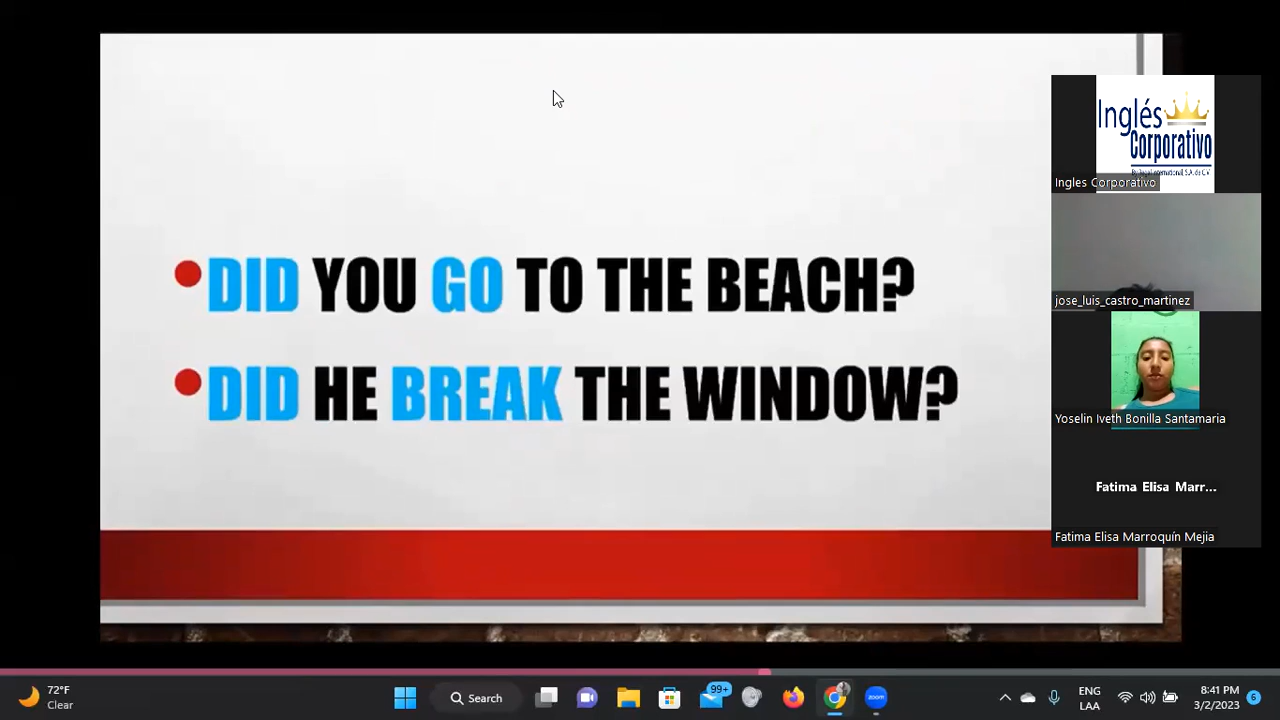 DID YOU GO TO THE BEACH?
DID HE BREAK THE WINDOW?
Inglés
Corporativo
Ingles Corporativo
jose_luis_castro_martinez
Yoselin Iveth Bonilla Santamaria
Fatima Elisa Marr...
Fatima Elisa Marroquín Mejia
72°F
Clear
Search
99+
zoom
ENG
LAA
8:41 PM
3/2/2023
6